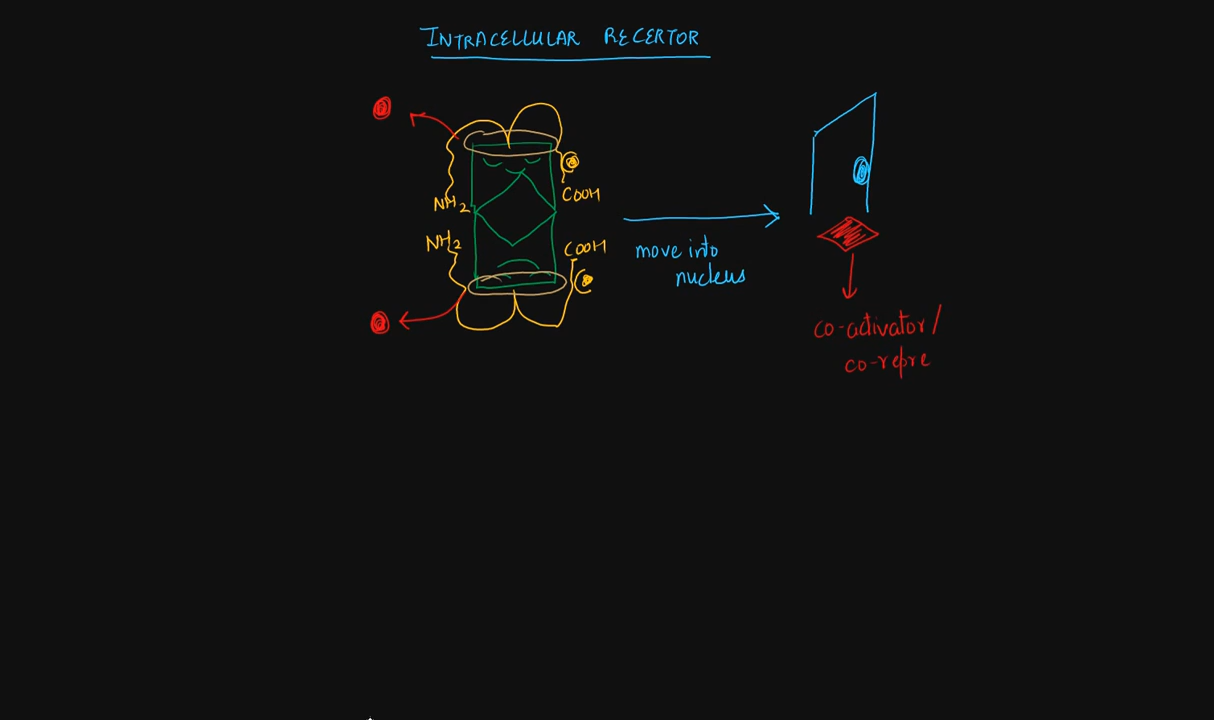 INTRACELLULAR RECERTOR
NH2
COOH
NH2
COOH
move into
nucleus
co-activator/
co-repre